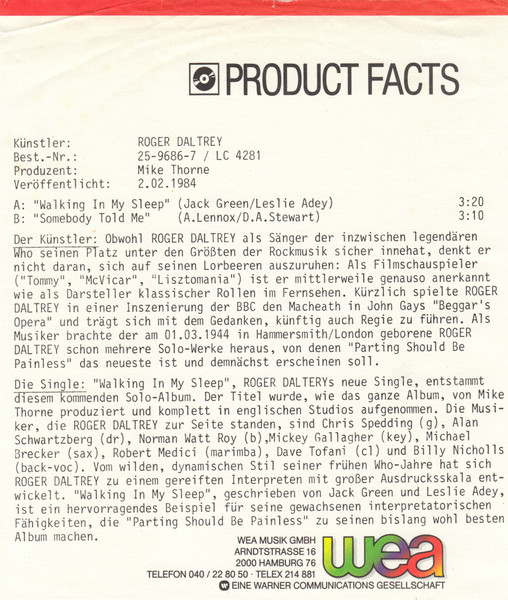 PRODUCT FACTS
Künstler: ROGER DALTREY
Best.-Nr.: 25-9686-7 / LC 4281
Produzent: Mike Thorne
Veröffentlicht: 2.02.1984
A: "Walking In My Sleep" (Jack Green/Leslie Adey) 3:20
B: "Somebody Told Me" (A.Lennox/D.A.Stewart) 3:10
Der Künstler: Obwohl ROGER DALTREY als Sänger der inzwischen legendären
Who seinen Platz unter den Größten der Rockmusik sicher innehat, denkt er
nicht daran, sich auf seinen Lorbeeren auszuruhen: Als Filmschauspieler
("Tommy", "McVicar", "Lisztomania") ist er mittlerweile genauso anerkannt
wie als Darsteller klassischer Rollen im Fernsehen. Kürzlich spielte ROGER
DALTREY in einer Inszenierung der BBC den Macheath in John Gays "Beggar's
Opera" und trägt sich mit dem Gedanken, künftig auch Regie zu führen. Als
Musiker brachte der am 01.03.1944 in Hammersmith/London geborene ROGER
DALTREY schon mehrere Solo-Werke heraus, von denen "Parting Should Be
Painless" das neueste ist und demnächst erscheinen soll.
Die Single: "Walking In My Sleep", ROGER DALTERYs neue Single, entstammt
diesem kommenden Solo-Album. Der Titel wurde, wie das ganze Album, von Mike
Thorne produziert und komplett in englischen Studios aufgenommen. Die Musi-
ker, die ROGER DALTREY zur Seite standen, sind Chris Spedding (g), Alan
Schwartzberg (dr), Norman Watt Roy (b),Mickey Gallagher (key), Michael
Brecker (sax), Robert Medici (marimba), Dave Tofani (cl) und Billy Nicholls
(back-voc). Vom wilden, dynamischen Stil seiner frühen Who-Jahre hat sich
ROGER DALTREY zu einem gereiften Interpreten mit großer Ausdrucksskala ent-
wickelt. "Walking In My Sleep", geschrieben von Jack Green und Leslie Adey,
ist ein hervorragendes Beispiel für seine gewachsenen interpretatorischen
Fähigkeiten, die "Parting Should Be Painless" zu seinen bislang wohl besten
Album machen.
WEA MUSIK GMBH
ARNDTSTRASSE 16
2000 HAMBURG 76
TELEFON 040 / 22 80 50 · TELEX 214 881
EINE WARNER COMMUNICATIONS GESELLSCHAFT
wea